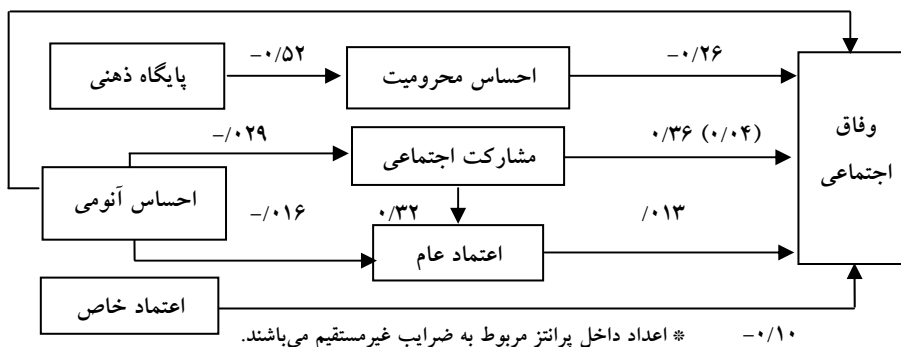 -۰/۵۲
-۰/۲۶
پایگاه ذهنی
احساس محرومیت
وفاق
اجتماعی
-/۰۲۹
۰/۳۶ (۰/۰۴)
مشارکت اجتماعی
احساس آنومی
-/۰۱۶
۰/۳۲
/۰۱۳
اعتماد عام
اعتماد خاص
-۰/۱۰
* اعداد داخل پرانتز مربوط به ضرایب غیرمستقیم می‌باشند.